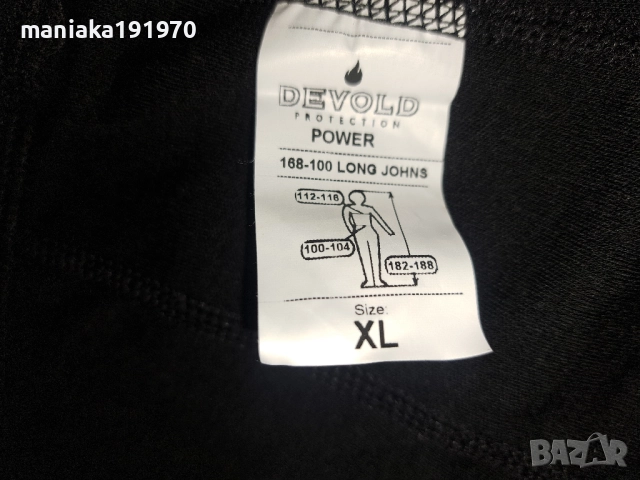 maniaka191970
DEVOLD
PROTECTION
POWER
168-100 LONG JOHNS
112-116
100-104
182-188
Size:
XL
BAZAR